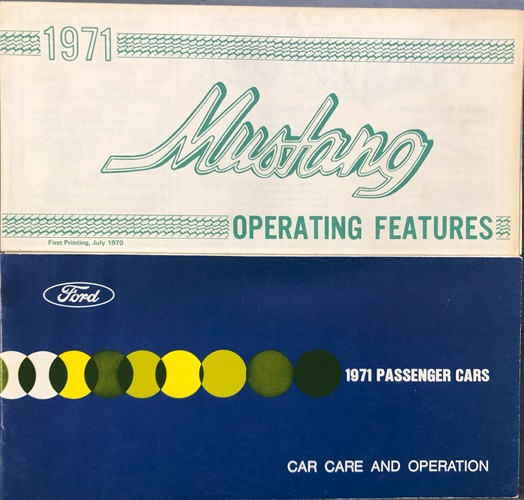 1971
Mustang
OPERATING FEATURES
First Printing, July 1970
Ford
1971 PASSENGER CARS
CAR CARE AND OPERATION